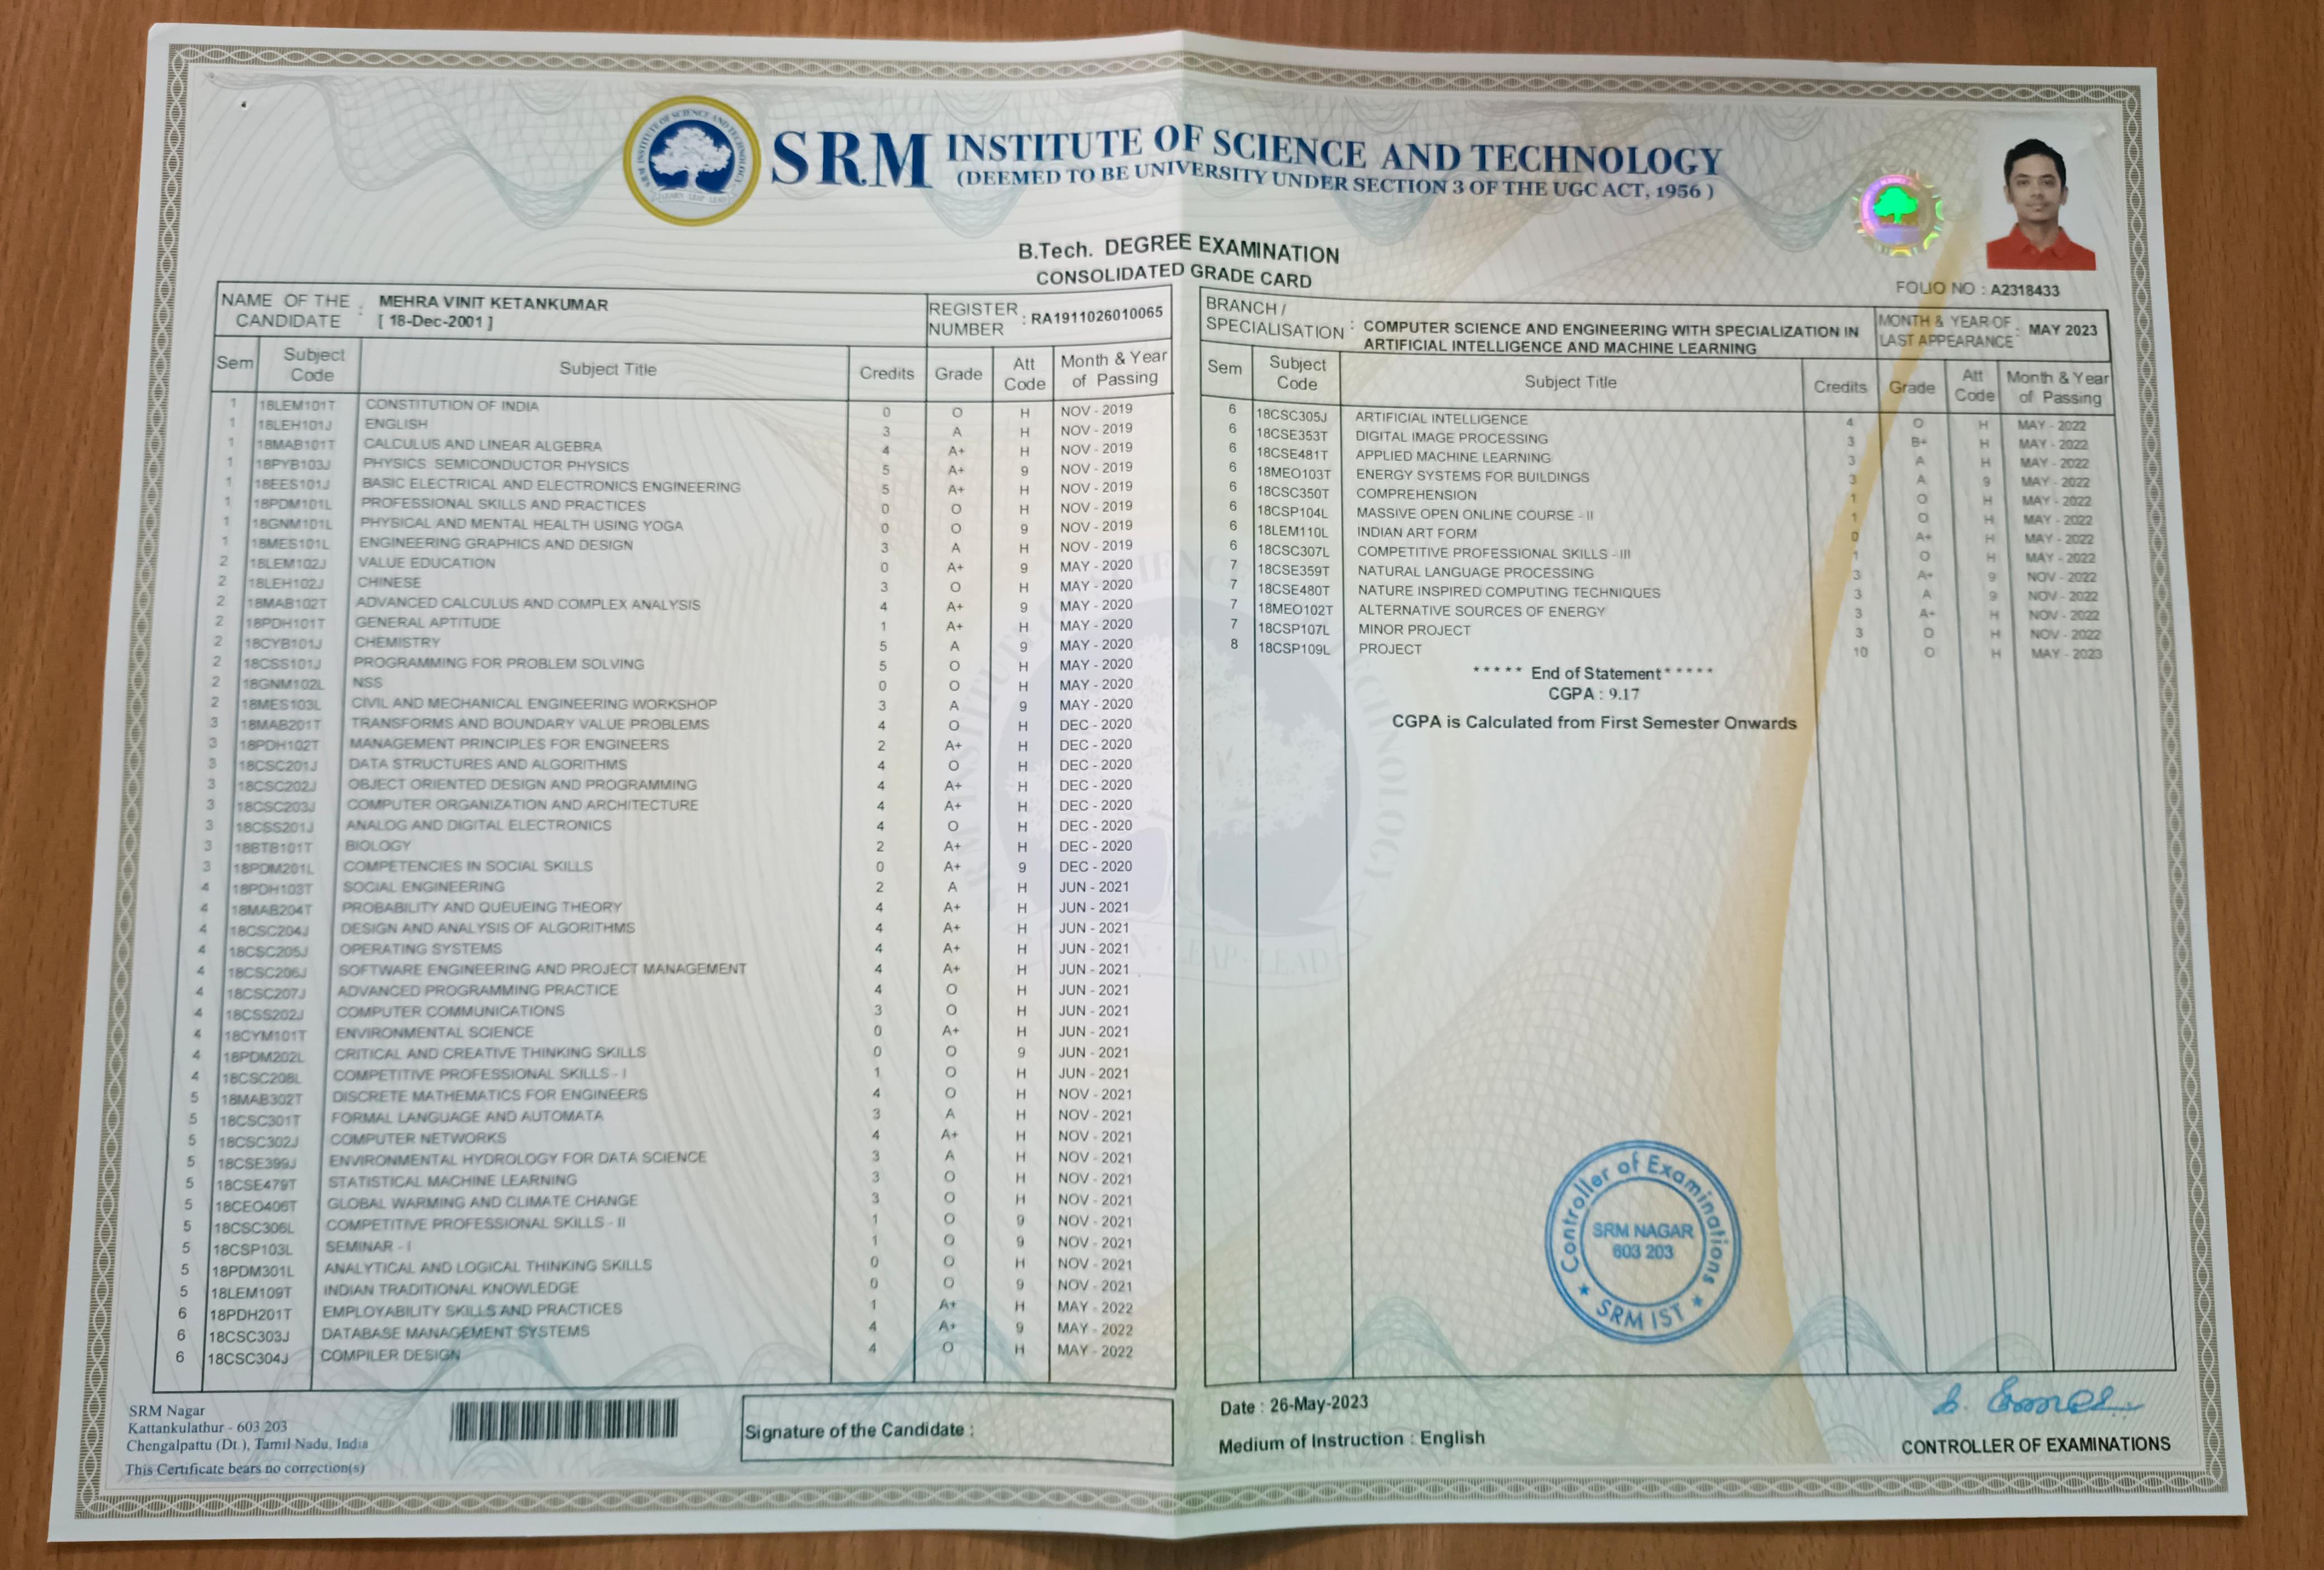 SRM INSTITUTE OF SCIENCE AND TECHNOLOGY
(DEEMED TO BE UNIVERSITY UNDER SECTION 3 OF THE UGC ACT, 1956 )
B.Tech. DEGREE EXAMINATION
CONSOLIDATED GRADE CARD
FOLIO NO : A2318433
NAME OF THE CANDIDATE : MEHRA VINIT KETANKUMAR
[ 18-Dec-2001 ]
REGISTER NUMBER : RA1911026010065
BRANCH / SPECIALISATION : COMPUTER SCIENCE AND ENGINEERING WITH SPECIALIZATION IN
ARTIFICIAL INTELLIGENCE AND MACHINE LEARNING
MONTH & YEAR OF LAST APPEARANCE : MAY 2023
Sem Subject Code Subject Title Credits Grade Att Code Month & Year of Passing
1 18LEM101T CONSTITUTION OF INDIA 0 O H NOV - 2019
1 18LEH101J ENGLISH 3 A H NOV - 2019
1 18MAB101T CALCULUS AND LINEAR ALGEBRA 4 A+ H NOV - 2019
1 18PYB103J PHYSICS: SEMICONDUCTOR PHYSICS 5 A+ 9 NOV - 2019
1 18EES101J BASIC ELECTRICAL AND ELECTRONICS ENGINEERING 5 A+ H NOV - 2019
1 18PDM101L PROFESSIONAL SKILLS AND PRACTICES 0 O H NOV - 2019
1 18GNM101L PHYSICAL AND MENTAL HEALTH USING YOGA 0 O 9 NOV - 2019
1 18MES101L ENGINEERING GRAPHICS AND DESIGN 3 A H NOV - 2019
2 18LEM102J VALUE EDUCATION 0 A+ 9 MAY - 2020
2 18LEH102J CHINESE 3 O H MAY - 2020
2 18MAB102T ADVANCED CALCULUS AND COMPLEX ANALYSIS 4 A+ 9 MAY - 2020
2 18PDH101T GENERAL APTITUDE 1 A+ H MAY - 2020
2 18CYB101J CHEMISTRY 5 A 9 MAY - 2020
2 18CSS101J PROGRAMMING FOR PROBLEM SOLVING 5 O H MAY - 2020
2 18GNM102L NSS 0 O H MAY - 2020
2 18MES103L CIVIL AND MECHANICAL ENGINEERING WORKSHOP 3 A 9 MAY - 2020
3 18MAB201T TRANSFORMS AND BOUNDARY VALUE PROBLEMS 4 O H DEC - 2020
3 18PDH102T MANAGEMENT PRINCIPLES FOR ENGINEERS 2 A+ H DEC - 2020
3 18CSC201J DATA STRUCTURES AND ALGORITHMS 4 O H DEC - 2020
3 18CSC202J OBJECT ORIENTED DESIGN AND PROGRAMMING 4 A+ H DEC - 2020
3 18CSC203J COMPUTER ORGANIZATION AND ARCHITECTURE 4 A+ H DEC - 2020
3 18CSS201J ANALOG AND DIGITAL ELECTRONICS 4 O H DEC - 2020
3 18BTB101T BIOLOGY 2 A+ H DEC - 2020
3 18PDM201L COMPETENCIES IN SOCIAL SKILLS 0 A+ 9 DEC - 2020
4 18PDH103T SOCIAL ENGINEERING 2 A H JUN - 2021
4 18MAB204T PROBABILITY AND QUEUEING THEORY 4 A+ H JUN - 2021
4 18CSC204J DESIGN AND ANALYSIS OF ALGORITHMS 4 A+ H JUN - 2021
4 18CSC205J OPERATING SYSTEMS 4 A+ H JUN - 2021
4 18CSC206J SOFTWARE ENGINEERING AND PROJECT MANAGEMENT 4 A+ H JUN - 2021
4 18CSC207J ADVANCED PROGRAMMING PRACTICE 4 O H JUN - 2021
4 18CSS202J COMPUTER COMMUNICATIONS 3 O H JUN - 2021
4 18CYM101T ENVIRONMENTAL SCIENCE 0 A+ H JUN - 2021
4 18PDM202L CRITICAL AND CREATIVE THINKING SKILLS 0 O 9 JUN - 2021
4 18CSC208L COMPETITIVE PROFESSIONAL SKILLS - I 1 O H JUN - 2021
5 18MAB302T DISCRETE MATHEMATICS FOR ENGINEERS 4 O H NOV - 2021
5 18CSC301T FORMAL LANGUAGE AND AUTOMATA 3 A H NOV - 2021
5 18CSC302J COMPUTER NETWORKS 4 A+ H NOV - 2021
5 18CSE399J ENVIRONMENTAL HYDROLOGY FOR DATA SCIENCE 3 A H NOV - 2021
5 18CSE479T STATISTICAL MACHINE LEARNING 3 O H NOV - 2021
5 18CEO406T GLOBAL WARMING AND CLIMATE CHANGE 3 O H NOV - 2021
5 18CSC306L COMPETITIVE PROFESSIONAL SKILLS - II 1 O 9 NOV - 2021
5 18CSP103L SEMINAR - I 1 O 9 NOV - 2021
5 18PDM301L ANALYTICAL AND LOGICAL THINKING SKILLS 0 O H NOV - 2021
5 18LEM109T INDIAN TRADITIONAL KNOWLEDGE 0 O 9 NOV - 2021
6 18PDH201T EMPLOYABILITY SKILLS AND PRACTICES 1 A+ H MAY - 2022
6 18CSC303J DATABASE MANAGEMENT SYSTEMS 4 A+ 9 MAY - 2022
6 18CSC304J COMPILER DESIGN 4 O H MAY - 2022
Sem Subject Code Subject Title Credits Grade Att Code Month & Year of Passing
6 18CSC305J ARTIFICIAL INTELLIGENCE 4 O H MAY - 2022
6 18CSE353T DIGITAL IMAGE PROCESSING 3 B+ H MAY - 2022
6 18CSE481T APPLIED MACHINE LEARNING 3 A H MAY - 2022
6 18MEO103T ENERGY SYSTEMS FOR BUILDINGS 3 A 9 MAY - 2022
6 18CSC350T COMPREHENSION 1 O H MAY - 2022
6 18CSP104L MASSIVE OPEN ONLINE COURSE - II 1 O H MAY - 2022
6 18LEM110L INDIAN ART FORM 0 A+ H MAY - 2022
6 18CSC307L COMPETITIVE PROFESSIONAL SKILLS - III 1 O H MAY - 2022
7 18CSE359T NATURAL LANGUAGE PROCESSING 3 A+ 9 NOV - 2022
7 18CSE480T NATURE INSPIRED COMPUTING TECHNIQUES 3 A 9 NOV - 2022
7 18MEO102T ALTERNATIVE SOURCES OF ENERGY 3 A+ H NOV - 2022
7 18CSP107L MINOR PROJECT 3 O H NOV - 2022
8 18CSP109L PROJECT 10 O H MAY - 2023
* * * * * End of Statement * * * * *
CGPA : 9.17
CGPA is Calculated from First Semester Onwards
Controller of Examinations
SRM NAGAR
603 203
★ SRM IST ★
SRM Nagar
Kattankulathur - 603 203
Chengalpattu (Dt.), Tamil Nadu, India
This Certificate bears no correction(s)
Signature of the Candidate :
Date : 26-May-2023
Medium of Instruction : English
CONTROLLER OF EXAMINATIONS